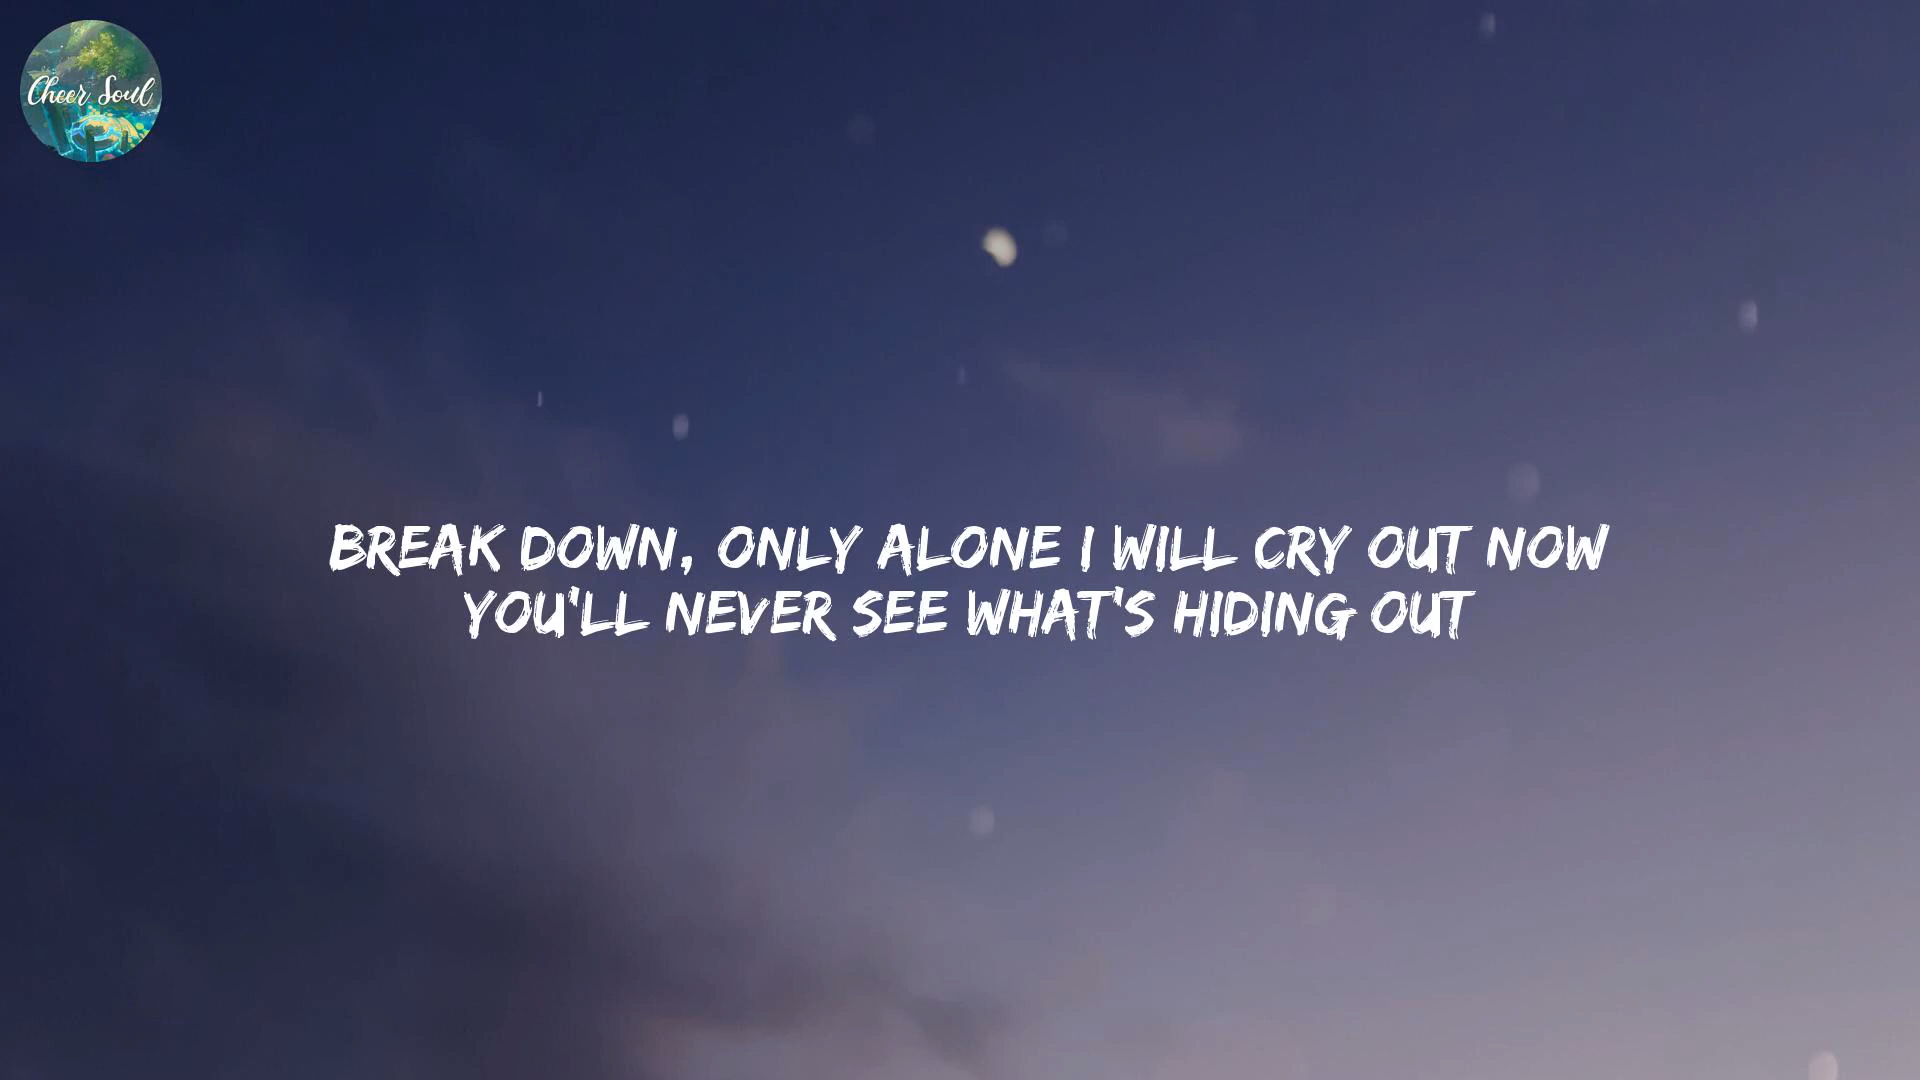 Cheer Soul
BREAK DOWN, ONLY ALONE I WILL CRY OUT NOW
YOU'LL NEVER SEE WHAT'S HIDING OUT